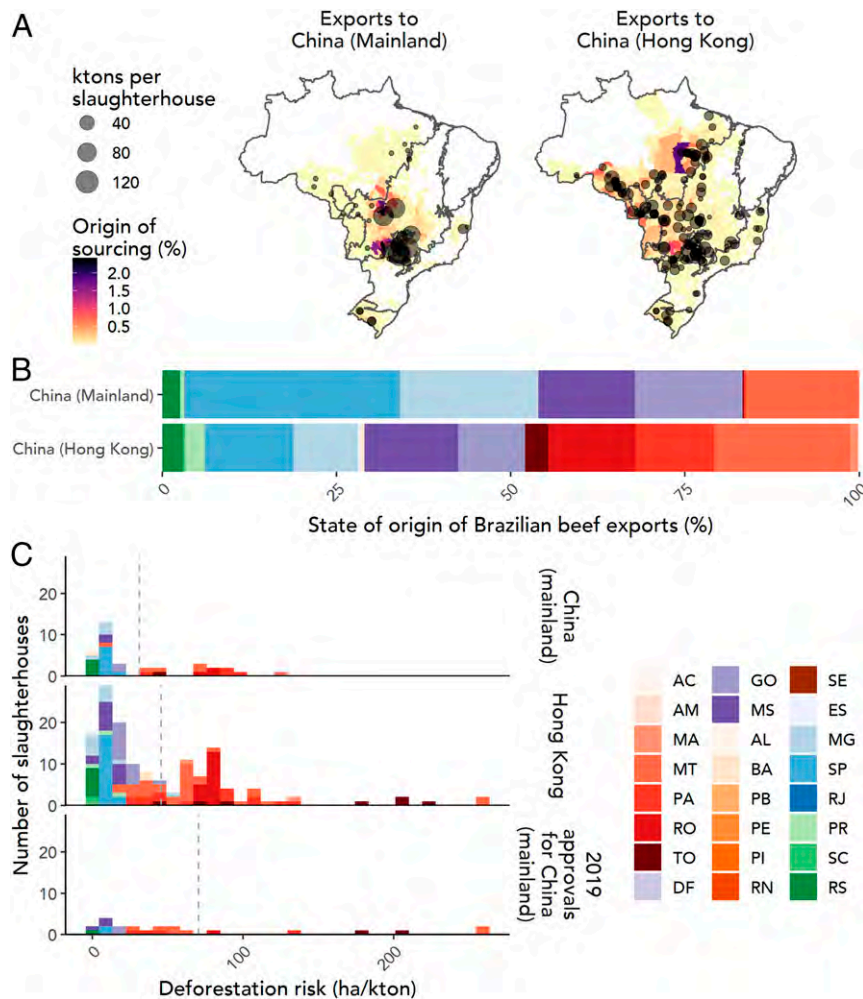 A
Exports to
China (Mainland)
Exports to
China (Hong Kong)
ktons per
slaughterhouse
40
80
120
Origin of
sourcing (%)
2.0
1.5
1.0
0.5
B
China (Mainland)
China (Hong Kong)
0
25
50
75
100
State of origin of Brazilian beef exports (%)
C
Number of slaughterhouses
20
10
0
China
(mainland)
20
10
0
Hong Kong
20
10
0
2019
approvals
for China
(mainland)
0
100
200
Deforestation risk (ha/kton)
AC
GO
SE
AM
MS
ES
MA
AL
MG
MT
BA
SP
PA
PB
RJ
RO
PE
PR
TO
PI
SC
DF
RN
RS